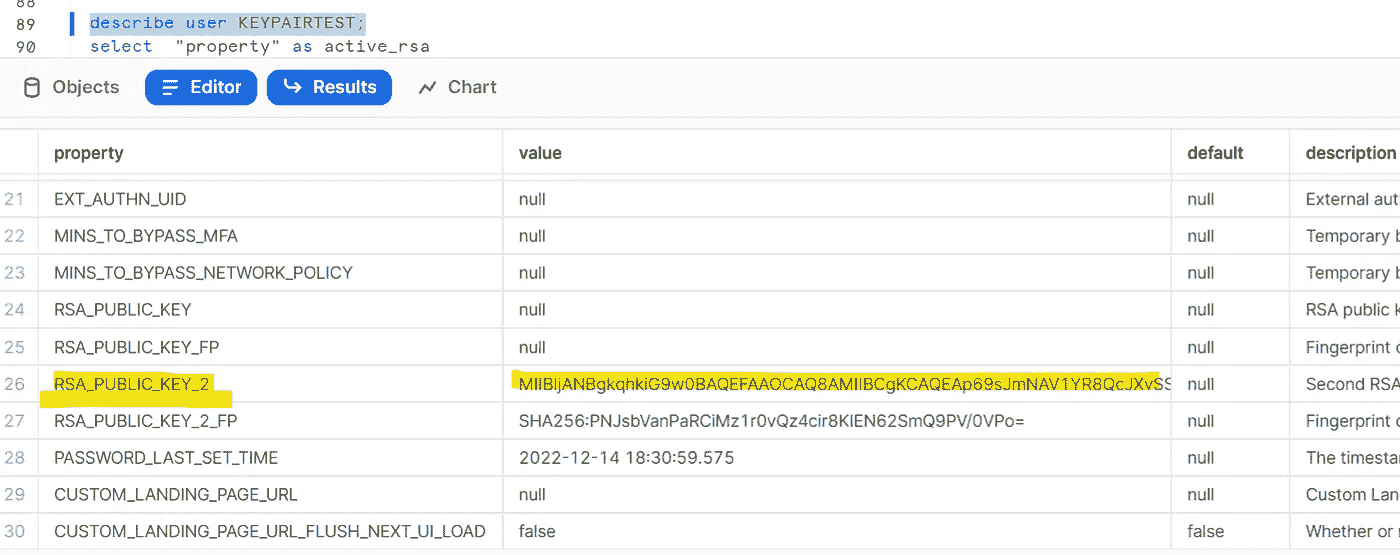 88
89 describe user KEYPAIRTEST;
90 select "property" as active_rsa
Objects Editor Results Chart
property value default description
21 EXT_AUTHN_UID null null External aut
22 MINS_TO_BYPASS_MFA null null Temporary b
23 MINS_TO_BYPASS_NETWORK_POLICY null null Temporary b
24 RSA_PUBLIC_KEY null null RSA public k
25 RSA_PUBLIC_KEY_FP null null Fingerprint o
26 RSA_PUBLIC_KEY_2 MIIBIjANBgkqhkiG9w0BAQEFAAOCAQ8AMIIBCgKCAQEAp69sJmNAV1YR8QcJXvSS null Second RSA
27 RSA_PUBLIC_KEY_2_FP SHA256:PNJsbVanPaRCiMz1r0vQz4cir8KIEN62SmQ9PV/0VPo= null Fingerprint o
28 PASSWORD_LAST_SET_TIME 2022-12-14 18:30:59.575 null The timesta
29 CUSTOM_LANDING_PAGE_URL null null Custom Lan
30 CUSTOM_LANDING_PAGE_URL_FLUSH_NEXT_UI_LOAD false false Whether or